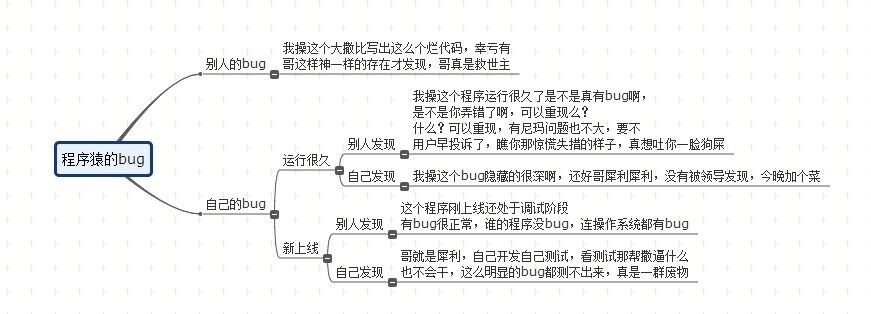 程序猿的bug
别人的bug
我操这个大撒比写出这么个烂代码，幸亏有
哥这样神一样的存在才发现，哥真是救世主
自己的bug
运行很久
别人发现
我操这个程序运行很久了是不是真有bug啊，
是不是你弄错了啊，可以重现么？
什么？可以重现，有尼玛问题也不大，要不
用户早投诉了，瞧你那惊慌失措的样子，真想吐你一脸狗屎
自己发现
我操这个bug隐藏的很深啊，还好哥犀利犀利，没有被领导发现，今晚加个菜
新上线
别人发现
这个程序刚上线还处于调试阶段
有bug很正常，谁的程序没bug，连操作系统都有bug
自己发现
哥就是犀利，自己开发自己测试，看测试那帮撒逼什么
也不会干，这么明显的bug都测不出来，真是一群废物